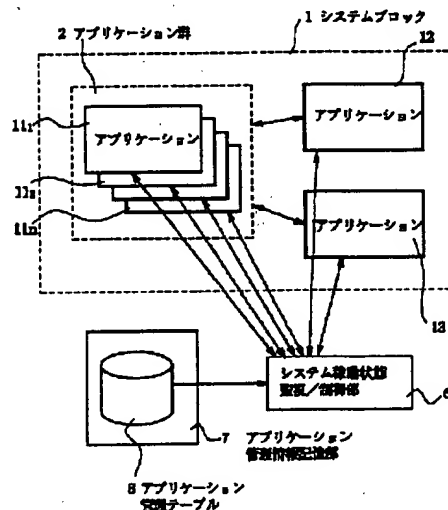 1 システムブロック
2 アプリケーション群
12
11₁
アプリケーション
アプリケーション
11₂
11n
アプリケーション
13
システム稼働状態
監視/制御部
6
7
アプリケーション
管理情報記憶部
8 アプリケーション
管理テーブル